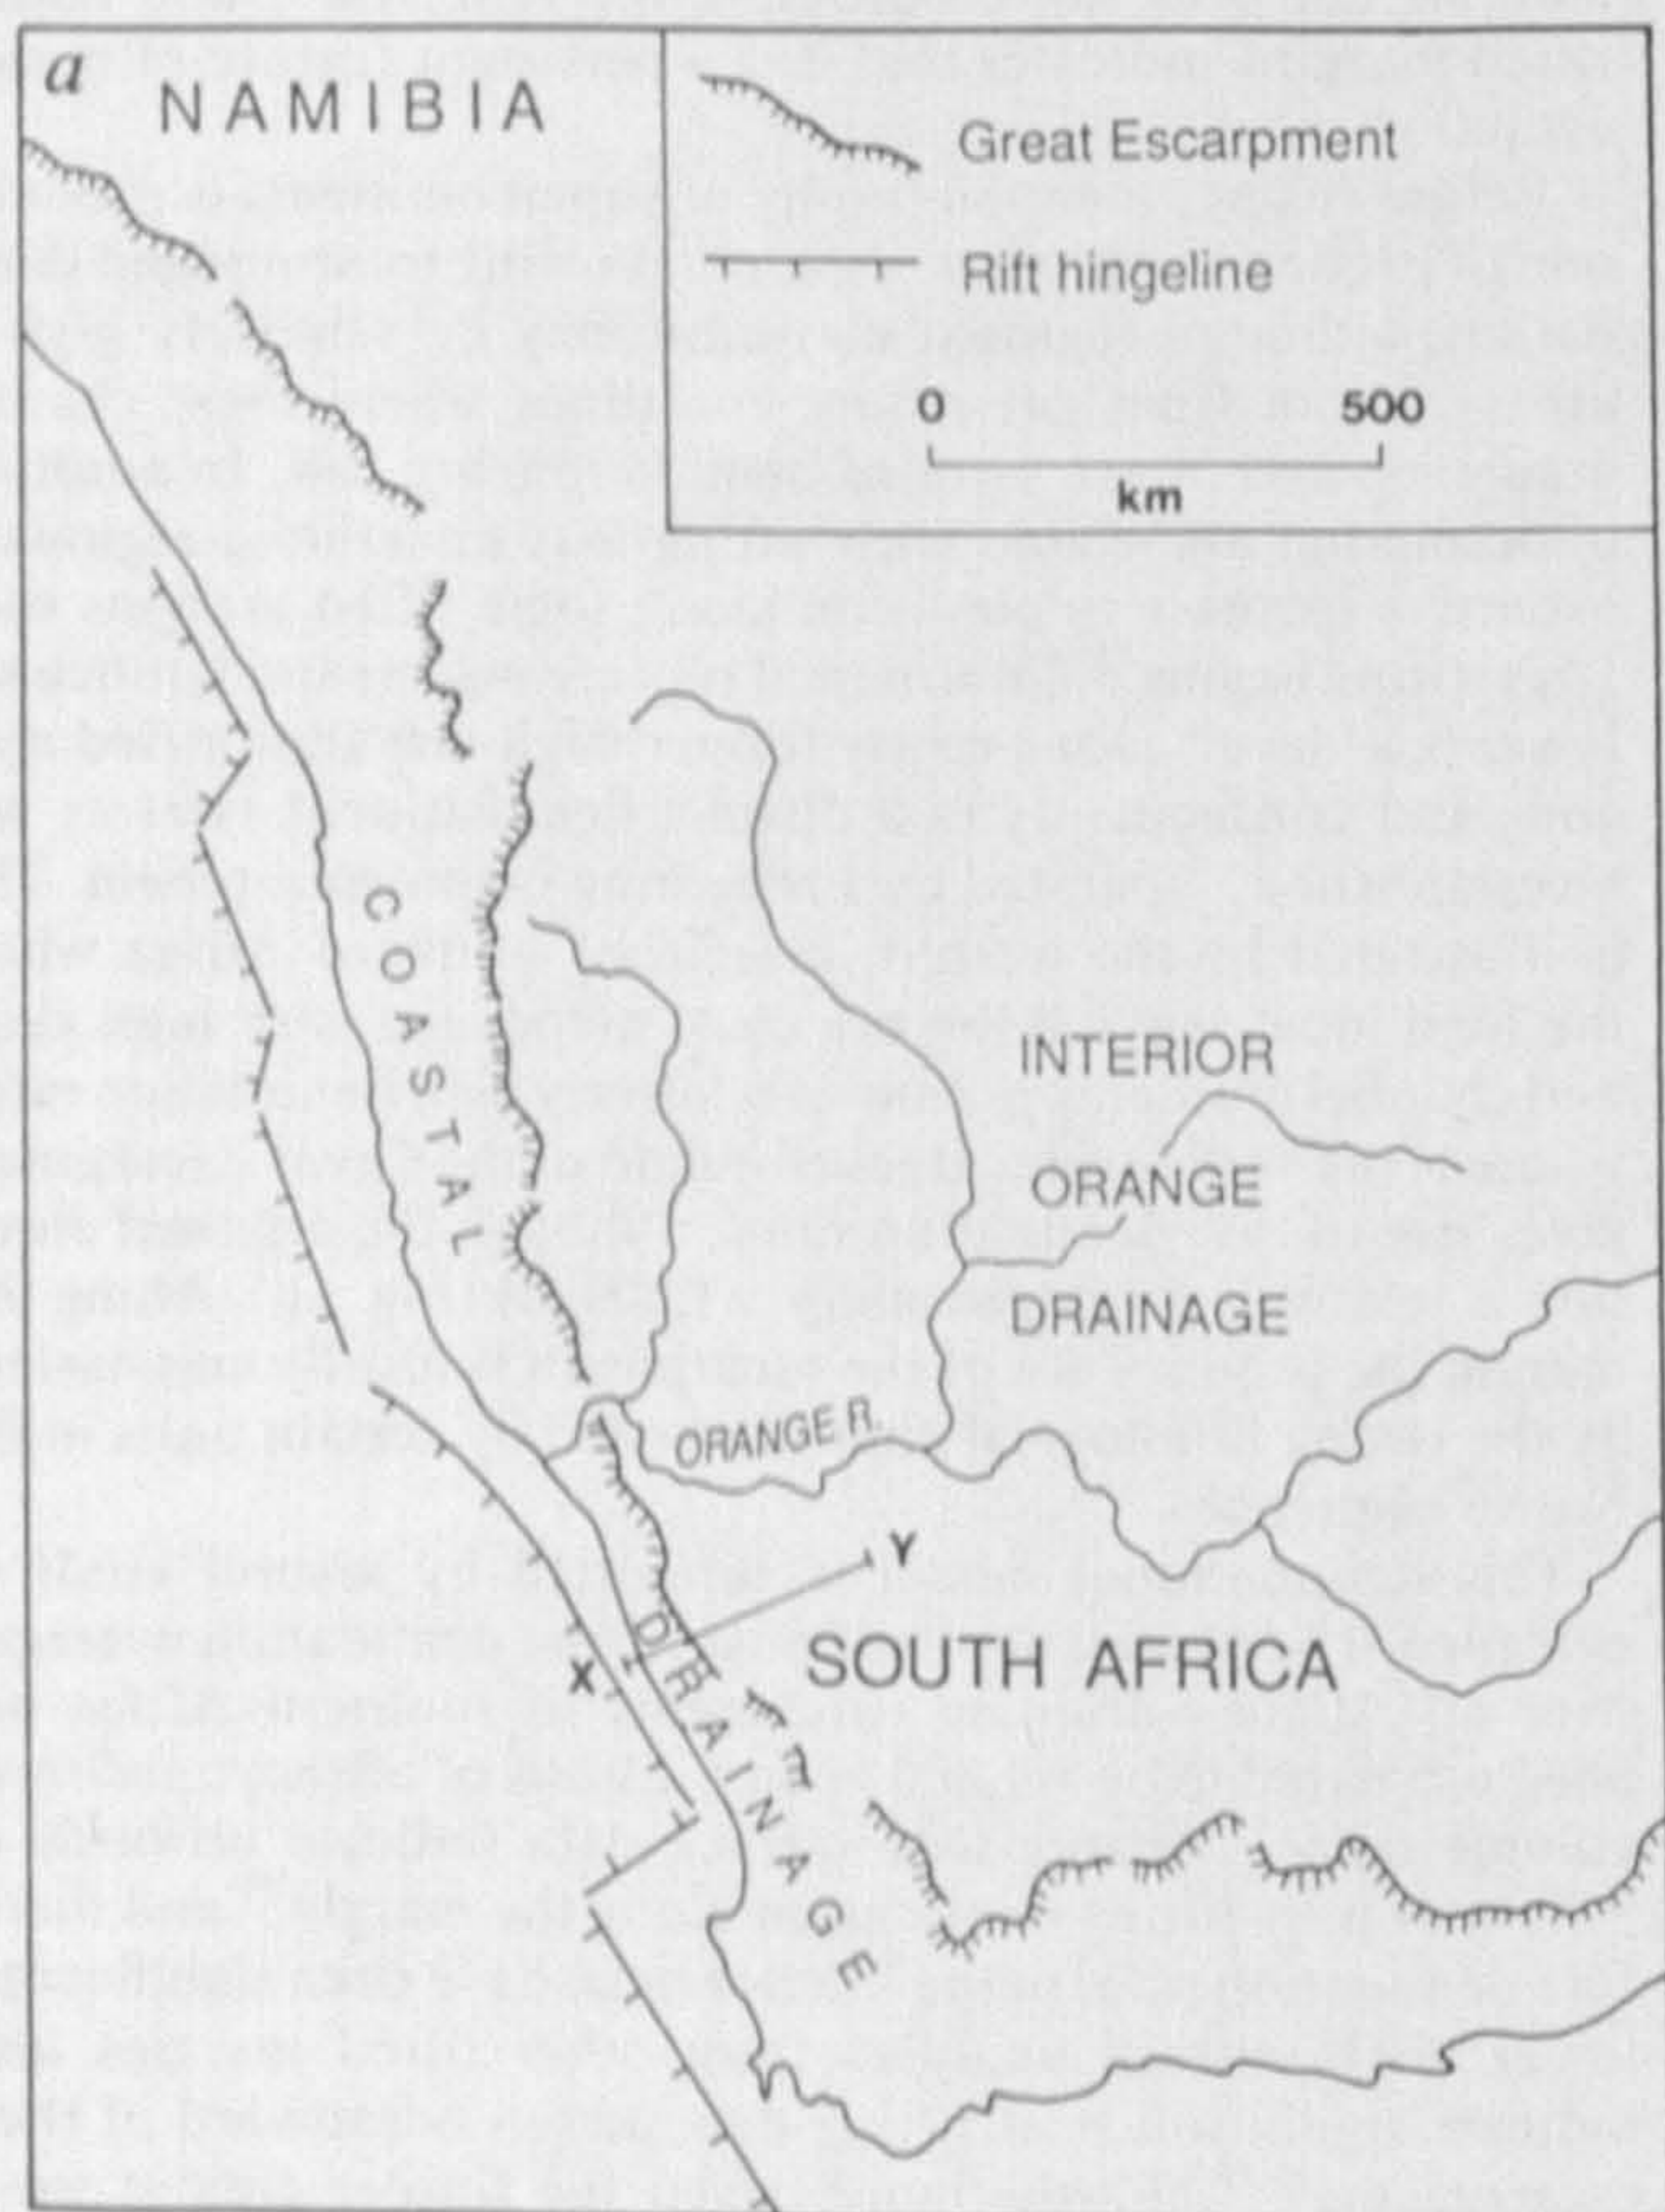 a
NAMIBIA
Great Escarpment
Rift hingeline
0 500
km
COASTAL
INTERIOR
ORANGE
DRAINAGE
ORANGE R.
Y
X
SOUTH AFRICA
DRAINAGE